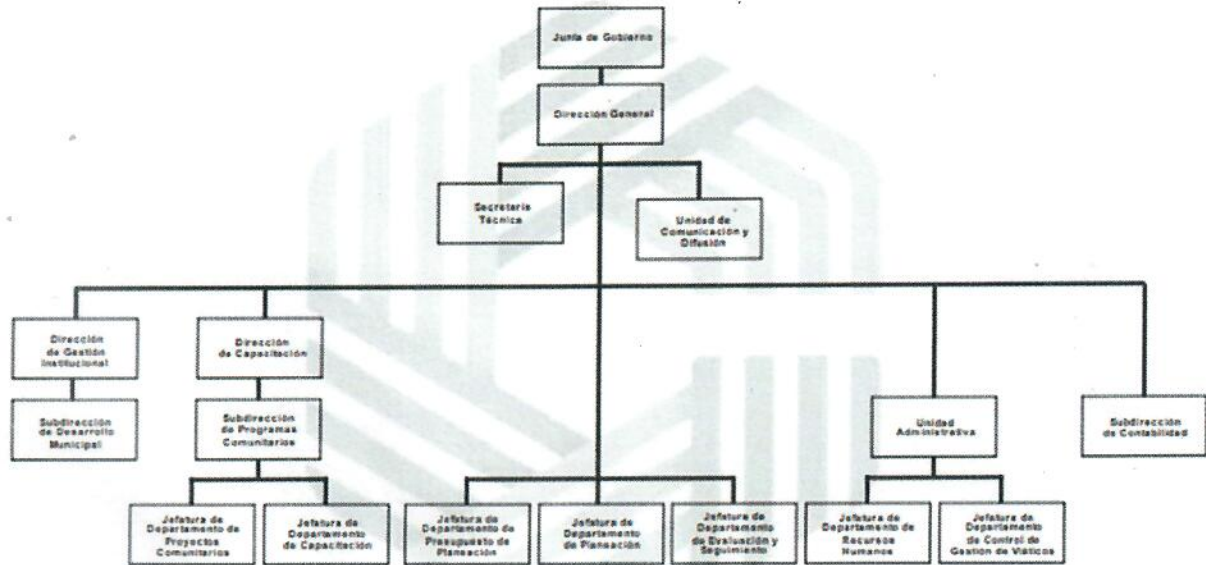 Junta de Gobierno
Dirección General
Secretaría
Técnica
Unidad de
Comunicación y
Difusión
Dirección
de Gestión
Institucional
Dirección
de Capacitación
Subdirección
de Desarrollo
Municipal
Subdirección
de Programas
Comunitarios
Unidad
Administrativa
Subdirección
de Contabilidad
Jefatura de
Departamento de
Proyectos
Comunitarios
Jefatura de
Departamento
de Capacitación
Jefatura de
Departamento de
Presupuesto de
Planeación
Jefatura de
Departamento
de Planeación
Jefatura de
Departamento
de Evaluación y
Seguimiento
Jefatura de
Departamento de
Recursos
Humanos
Jefatura de
Departamento
de Control de
Gestión de Viáticos